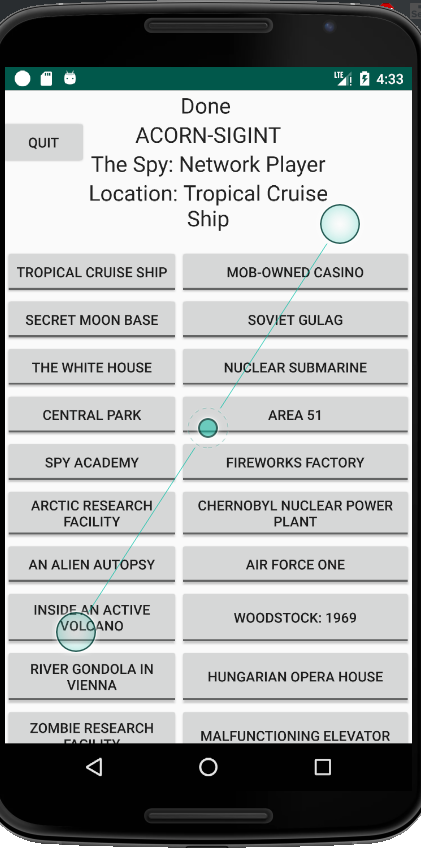 LTE 4:33
Done
QUIT
ACORN-SIGINT
The Spy: Network Player
Location: Tropical Cruise
Ship
TROPICAL CRUISE SHIP
MOB-OWNED CASINO
SECRET MOON BASE
SOVIET GULAG
THE WHITE HOUSE
NUCLEAR SUBMARINE
CENTRAL PARK
AREA 51
SPY ACADEMY
FIREWORKS FACTORY
ARCTIC RESEARCH
FACILITY
CHERNOBYL NUCLEAR POWER
PLANT
AN ALIEN AUTOPSY
AIR FORCE ONE
INSIDE AN ACTIVE
VOLCANO
WOODSTOCK: 1969
RIVER GONDOLA IN
VIENNA
HUNGARIAN OPERA HOUSE
ZOMBIE RESEARCH
FACILITY
MALFUNCTIONING ELEVATOR